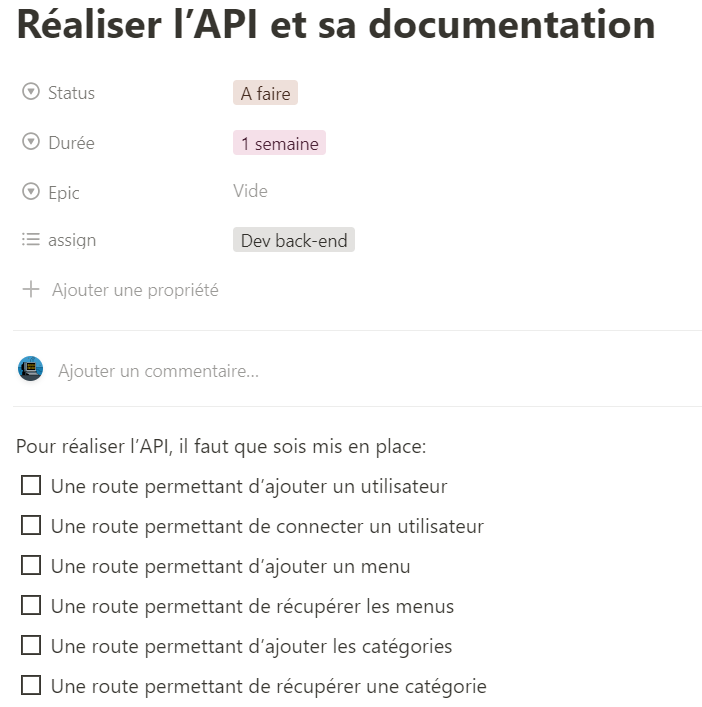 Réaliser l’API et sa documentation
Status A faire
Durée 1 semaine
Epic Vide
assign Dev back-end
Ajouter une propriété
Ajouter un commentaire...
Pour réaliser l’API, il faut que sois mis en place:
Une route permettant d’ajouter un utilisateur
Une route permettant de connecter un utilisateur
Une route permettant d’ajouter un menu
Une route permettant de récupérer les menus
Une route permettant d’ajouter les catégories
Une route permettant de récupérer une catégorie